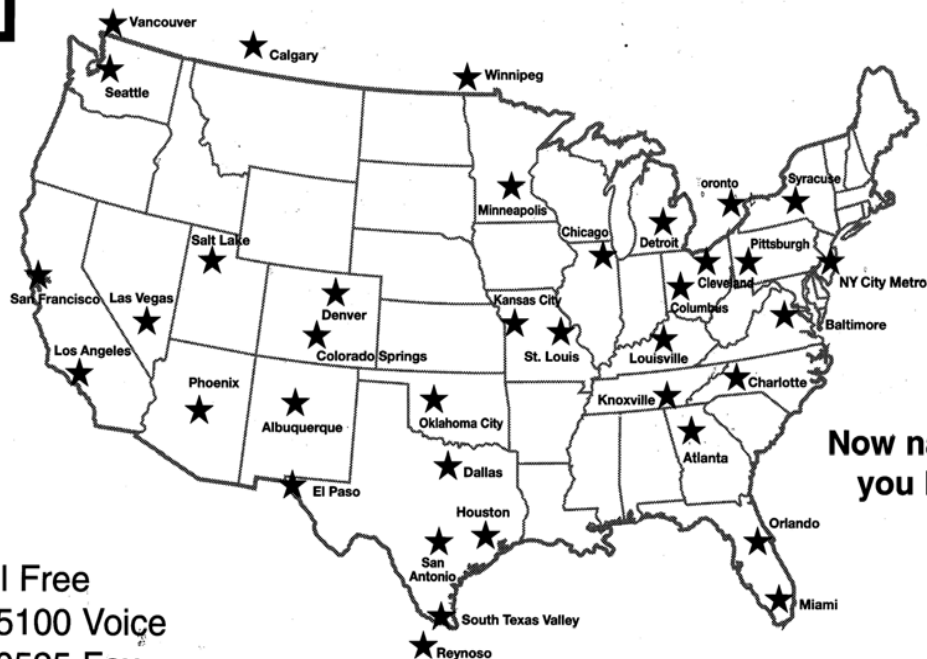 Vancouver
Calgary
Winnipeg
Seattle
Minneapolis
oronto
Syracuse
Chicago
Detroit
Pittsburgh
Salt Lake
Cleveland
NY City Metro
San Francisco
Las Vegas
Denver
Kansas City
Columbus
Baltimore
Colorado Springs
St. Louis
Louisville
Los Angeles
Phoenix
Knoxville
Charlotte
Albuquerque
Oklahoma City
Atlanta
Now na
you
Dallas
El Paso
Houston
Orlando
San
Antonio
l Free
5100 Voice
Miami
South Texas Valley
Reynoso